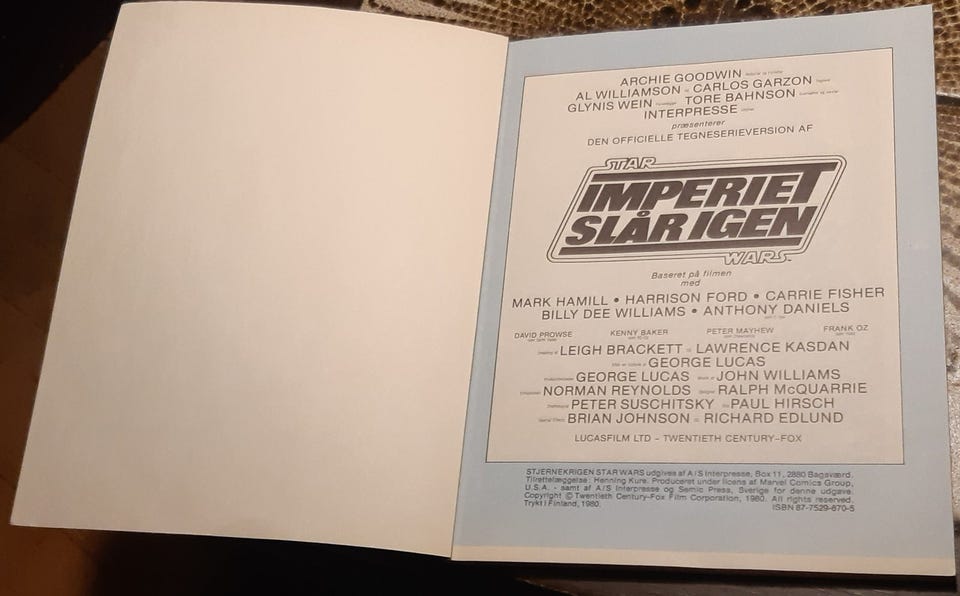 ARCHIE GOODWIN
AL WILLIAMSON CARLOS GARZON
GLYNIS WEIN TORE BAHNSON
INTERPRESSE
præsenterer
DEN OFFICIELLE TEGNESERIEVERSION AF
STAR
IMPERIET
SLÅR IGEN
WARS
Baseret på filmen
med
MARK HAMILL • HARRISON FORD • CARRIE FISHER
BILLY DEE WILLIAMS • ANTHONY DANIELS
DAVID PROWSE KENNY BAKER PETER MAYHEW FRANK OZ
LEIGH BRACKETT LAWRENCE KASDAN
GEORGE LUCAS
GEORGE LUCAS JOHN WILLIAMS
NORMAN REYNOLDS RALPH McQUARRIE
PETER SUSCHITSKY PAUL HIRSCH
BRIAN JOHNSON RICHARD EDLUND
LUCASFILM LTD - TWENTIETH CENTURY-FOX
STJERNEKRIGEN STAR WARS udgives af A/S Interpresse, Box 11, 2880 Bagsværd.
Tilrettelæggelse: Henning Kure. Produceret under licens af Marvel Comics Group,
U.S.A. - samt af A/S Interpresse og Semic Press, Sverige for denne udgave.
Copyright © Twentieth Century-Fox Film Corporation, 1980. All rights reserved.
Trykt i Finland, 1980. ISBN 87-7529-670-5